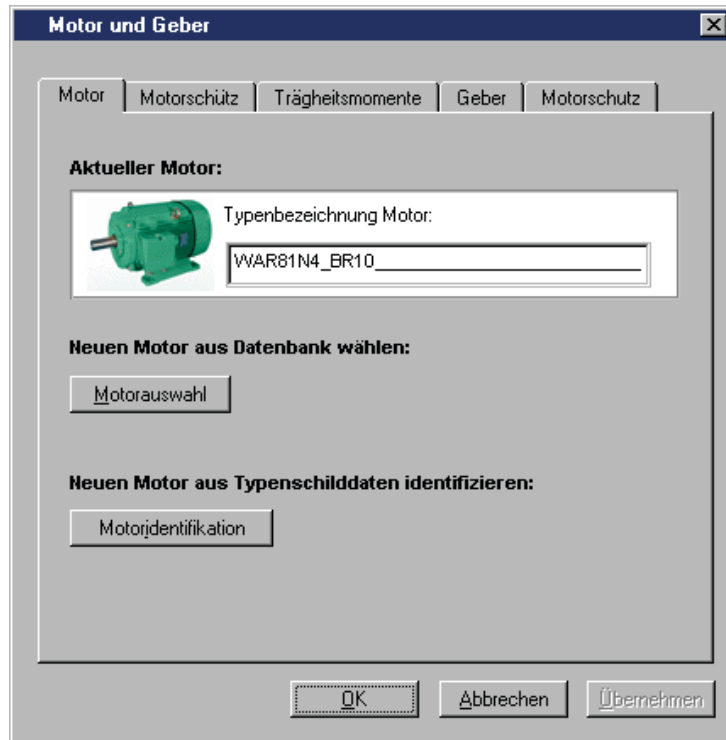 Motor und Geber
Motor Motorschütz Trägheitsmomente Geber Motorschutz
Aktueller Motor:
Typenbezeichnung Motor:
WAR81N4_BR10______________________________
Neuen Motor aus Datenbank wählen:
Motorauswahl
Neuen Motor aus Typenschilddaten identifizieren:
Motoridentifikation
OK Abbrechen Übernehmen